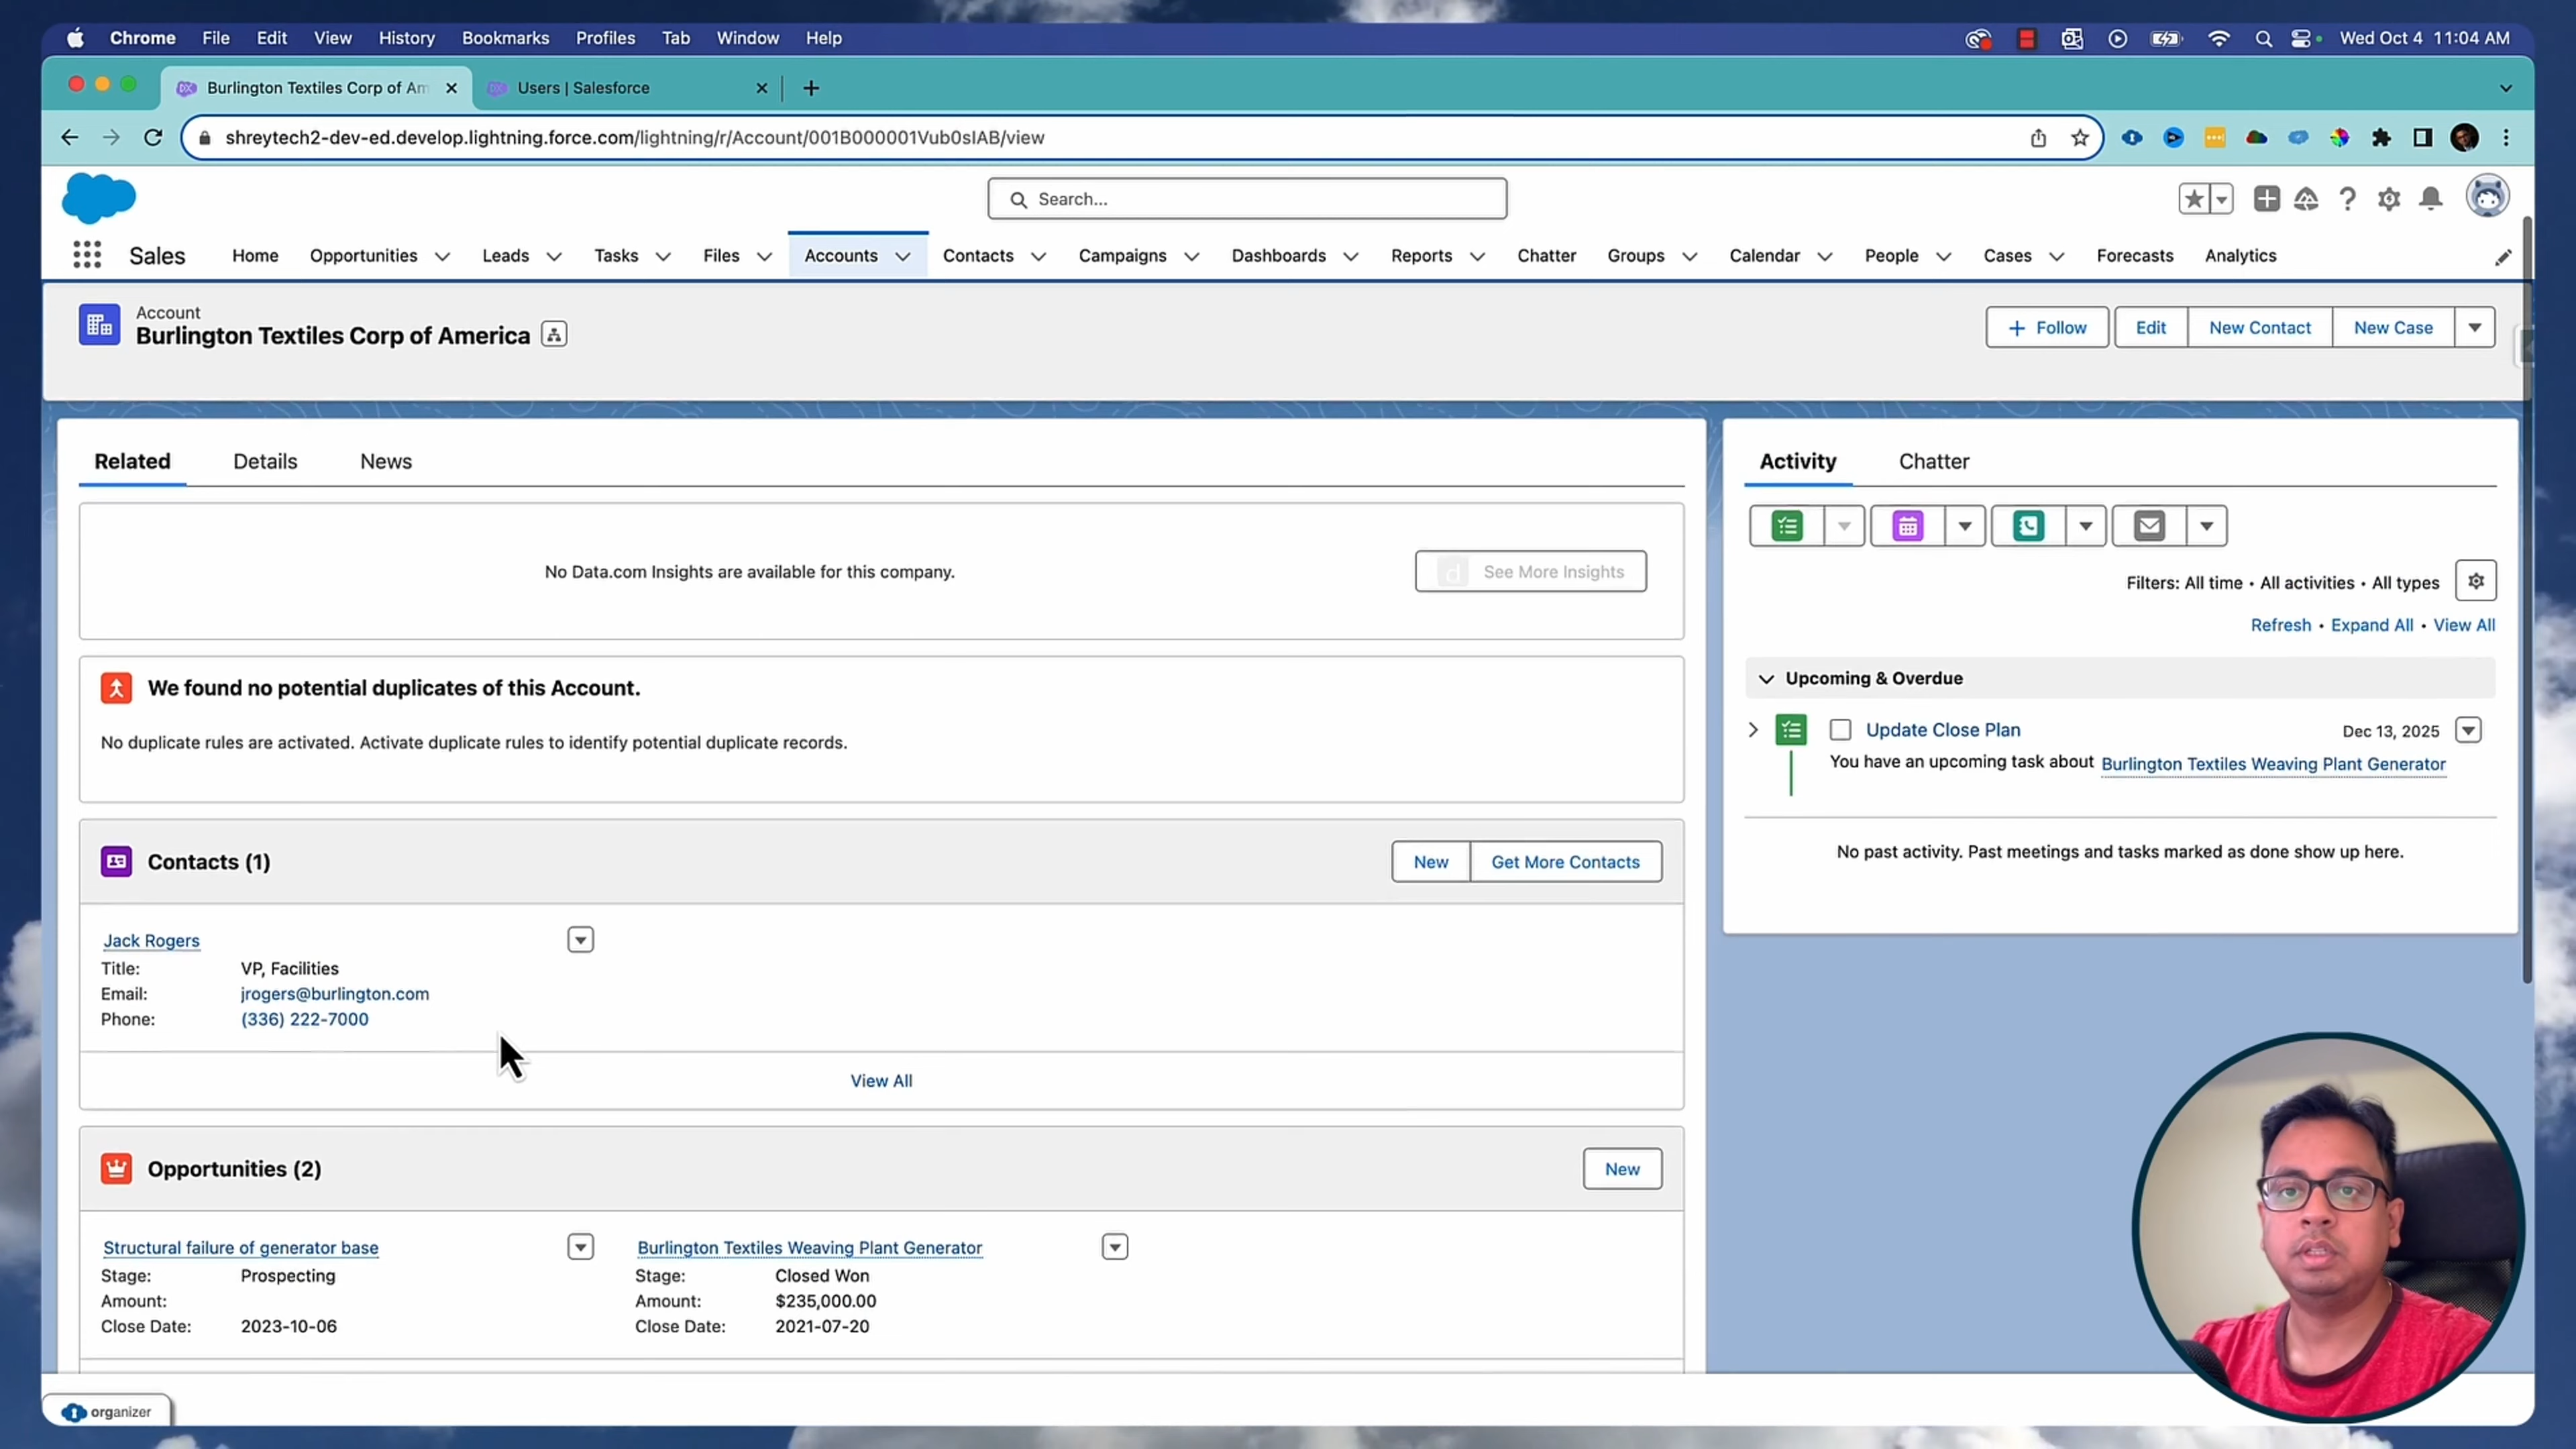 Chrome File Edit View History Bookmarks Profiles Tab Window Help Wed Oct 4 11:04 AM
Burlington Textiles Corp of Am Users | Salesforce
shreytech2-dev-ed.develop.lightning.force.com/lightning/r/Account/001B000001Vub0sIAB/view
Search...
Sales Home Opportunities Leads Tasks Files Accounts Contacts Campaigns Dashboards Reports Chatter Groups Calendar People Cases Forecasts Analytics
Account
Burlington Textiles Corp of America
Follow Edit New Contact New Case
Related Details News
No Data.com Insights are available for this company.
d See More Insights
We found no potential duplicates of this Account.
No duplicate rules are activated. Activate duplicate rules to identify potential duplicate records.
Contacts (1)
New Get More Contacts
Jack Rogers
Title: VP, Facilities
Email: jrogers@burlington.com
Phone: (336) 222-7000
View All
Opportunities (2)
New
Structural failure of generator base
Stage: Prospecting
Amount:
Close Date: 2023-10-06
Burlington Textiles Weaving Plant Generator
Stage: Closed Won
Amount: $235,000.00
Close Date: 2021-07-20
Activity Chatter
Filters: All time • All activities • All types
Refresh • Expand All • View All
Upcoming & Overdue
Update Close Plan Dec 13, 2025
You have an upcoming task about Burlington Textiles Weaving Plant Generator
No past activity. Past meetings and tasks marked as done show up here.
organizer